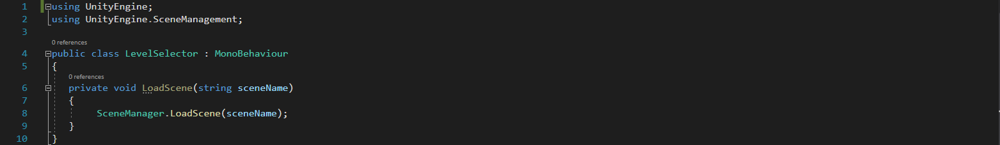 1 using UnityEngine;
2 using UnityEngine.SceneManagement;
3
0 references
4 public class LevelSelector : MonoBehaviour
5 {
0 references
6 private void LoadScene(string sceneName)
7 {
8 SceneManager.LoadScene(sceneName);
9 }
10 }